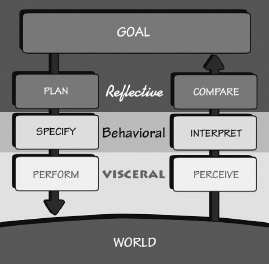 GOAL
PLAN Reflective COMPARE
SPECIFY Behavioral INTERPRET
PERFORM VISCERAL PERCEIVE
WORLD